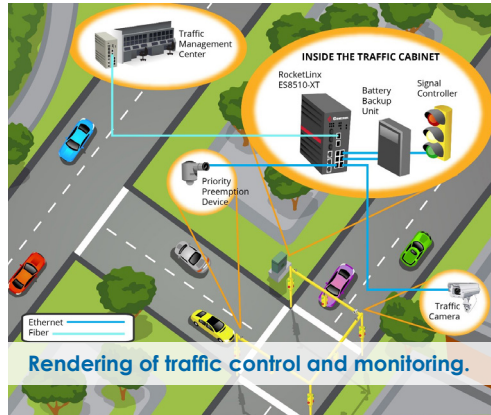 Traffic
Management
Center
INSIDE THE TRAFFIC CABINET
RocketLinx
ES8510-XT
Battery
Backup
Unit
Signal
Controller
Priority
Preemption
Device
Traffic
Camera
Ethernet
Fiber
Rendering of traffic control and monitoring.